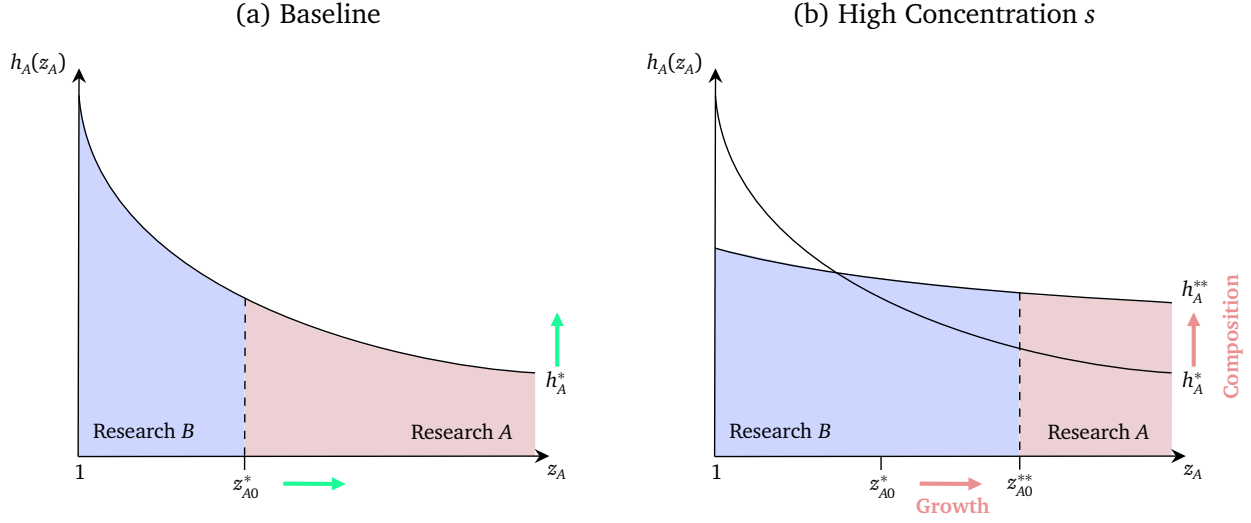 (a) Baseline
h_A(z_A)
h_A^*
Research B
Research A
1
z_{A0}^*
z_A
(b) High Concentration s
h_A(z_A)
h_A^{**}
h_A^*
Composition
Research B
Research A
1
z_{A0}^*
z_{A0}^{**}
z_A
Growth